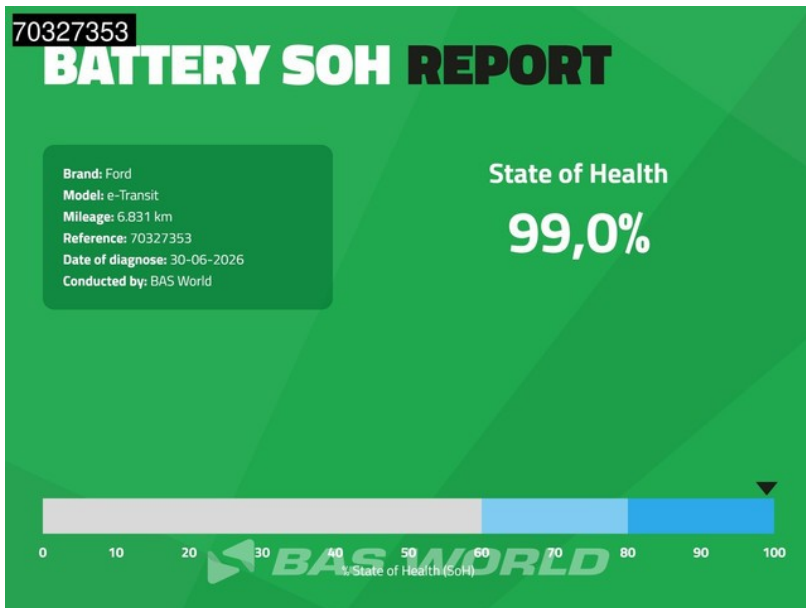 70327353
BATTERY SOH REPORT
Brand: Ford
Model: e-Transit
Mileage: 6.831 km
Reference: 70327353
Date of diagnose: 30-06-2026
Conducted by: BAS World
State of Health
99,0%
0 10 20 30 40 50 60 70 80 90 100
% State of Health (SoH)
BAS WORLD